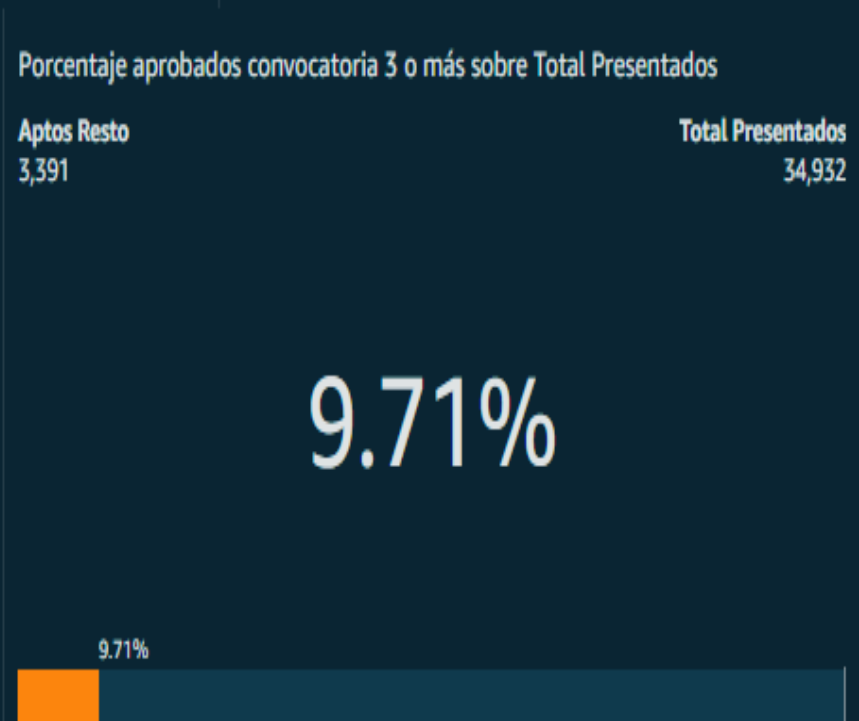 Porcentaje aprobados convocatoria 3 o más sobre Total Presentados
Aptos Resto Total Presentados
3,391 34,932
9.71%
9.71%